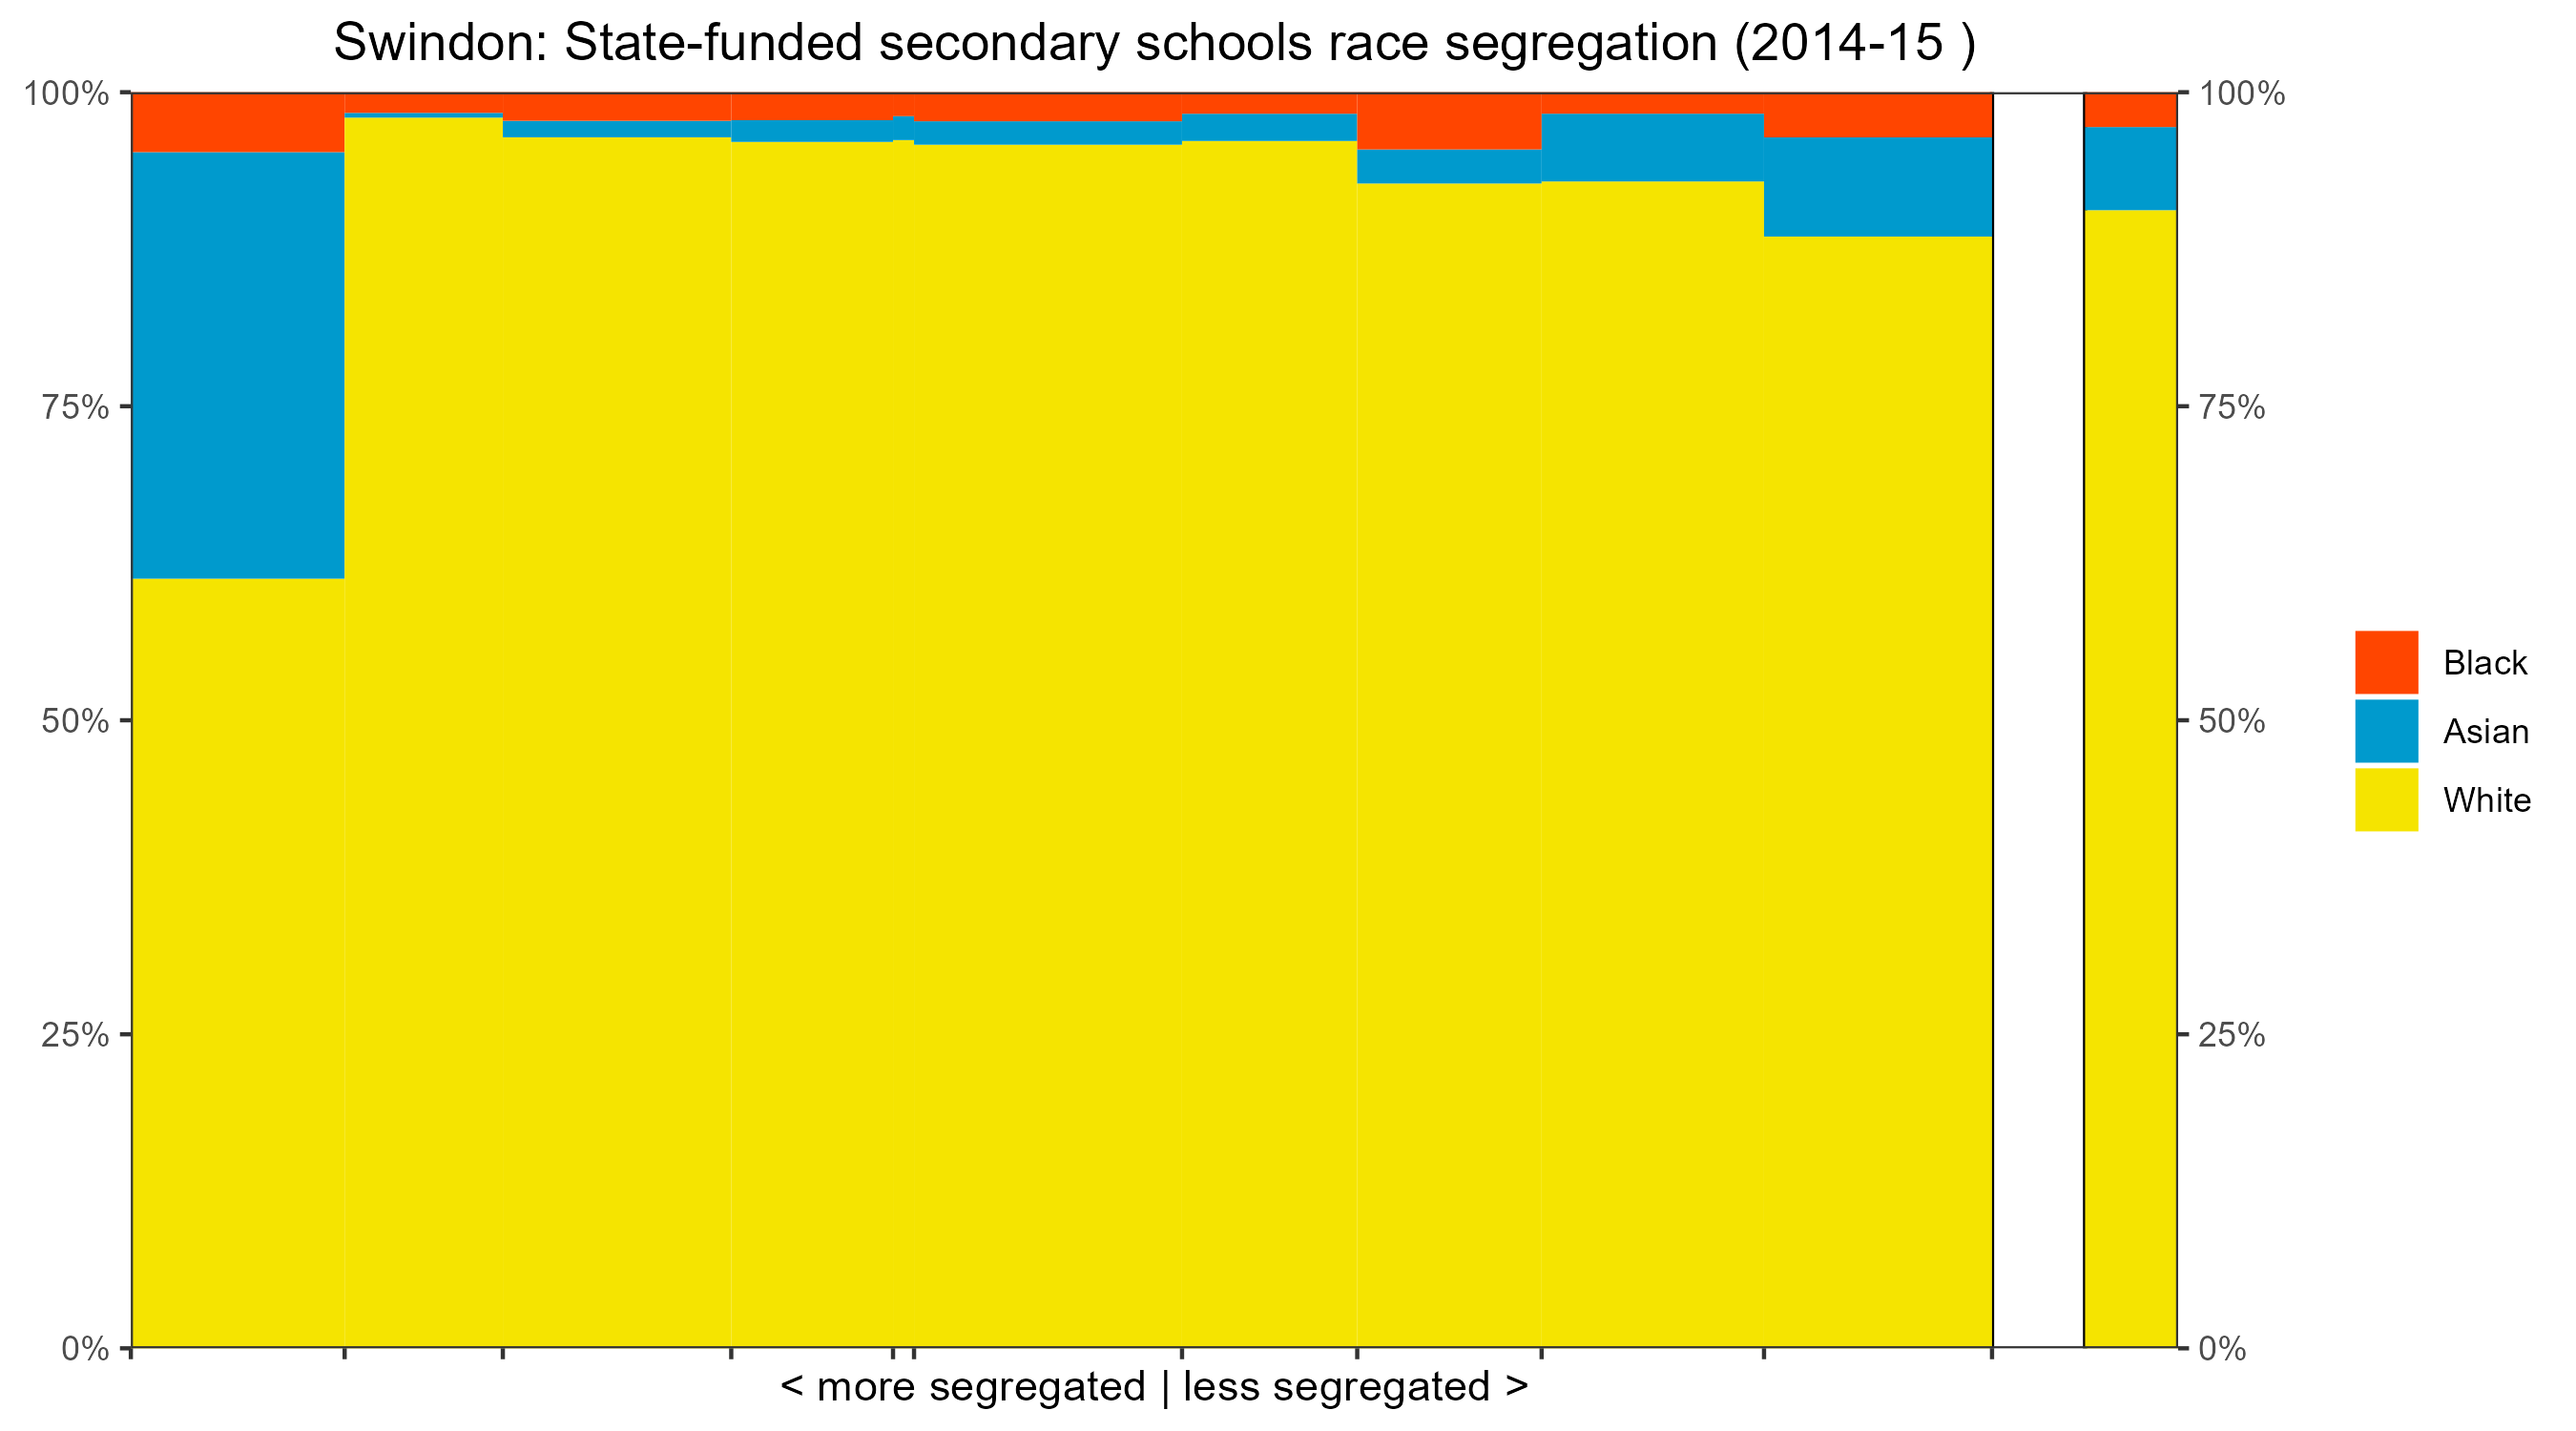 Swindon: State-funded secondary schools race segregation (2014-15 )
100%
75%
50%
25%
0%
100%
75%
50%
25%
0%
Black
Asian
White
< more segregated | less segregated >